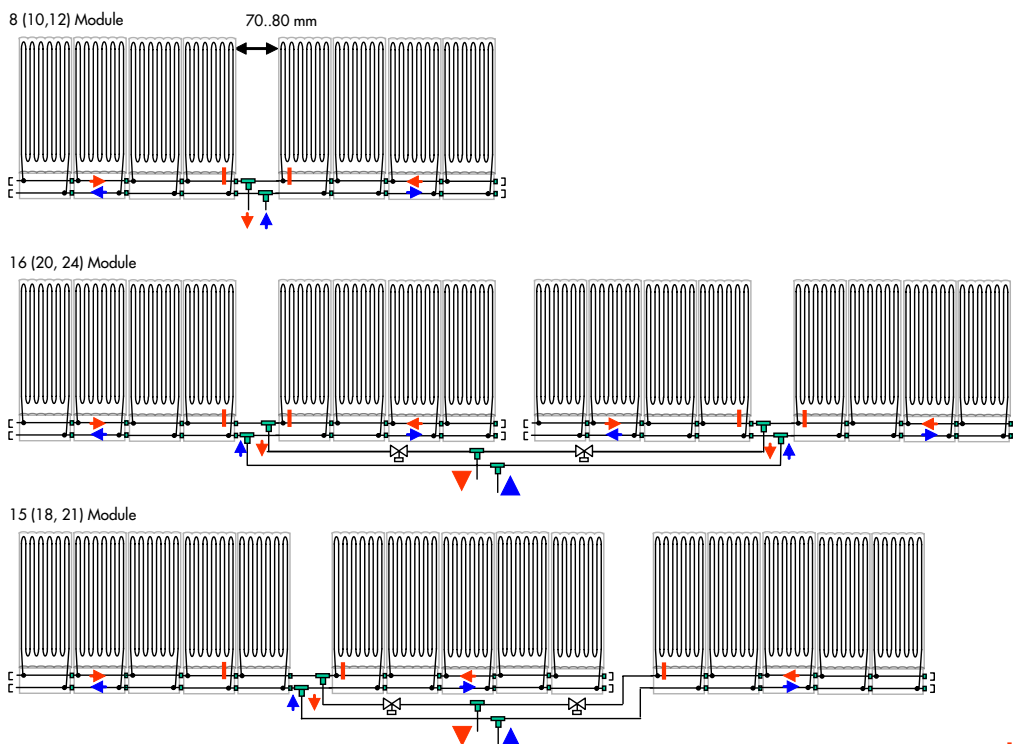 8 (10,12) Module
70..80 mm
16 (20, 24) Module
15 (18, 21) Module